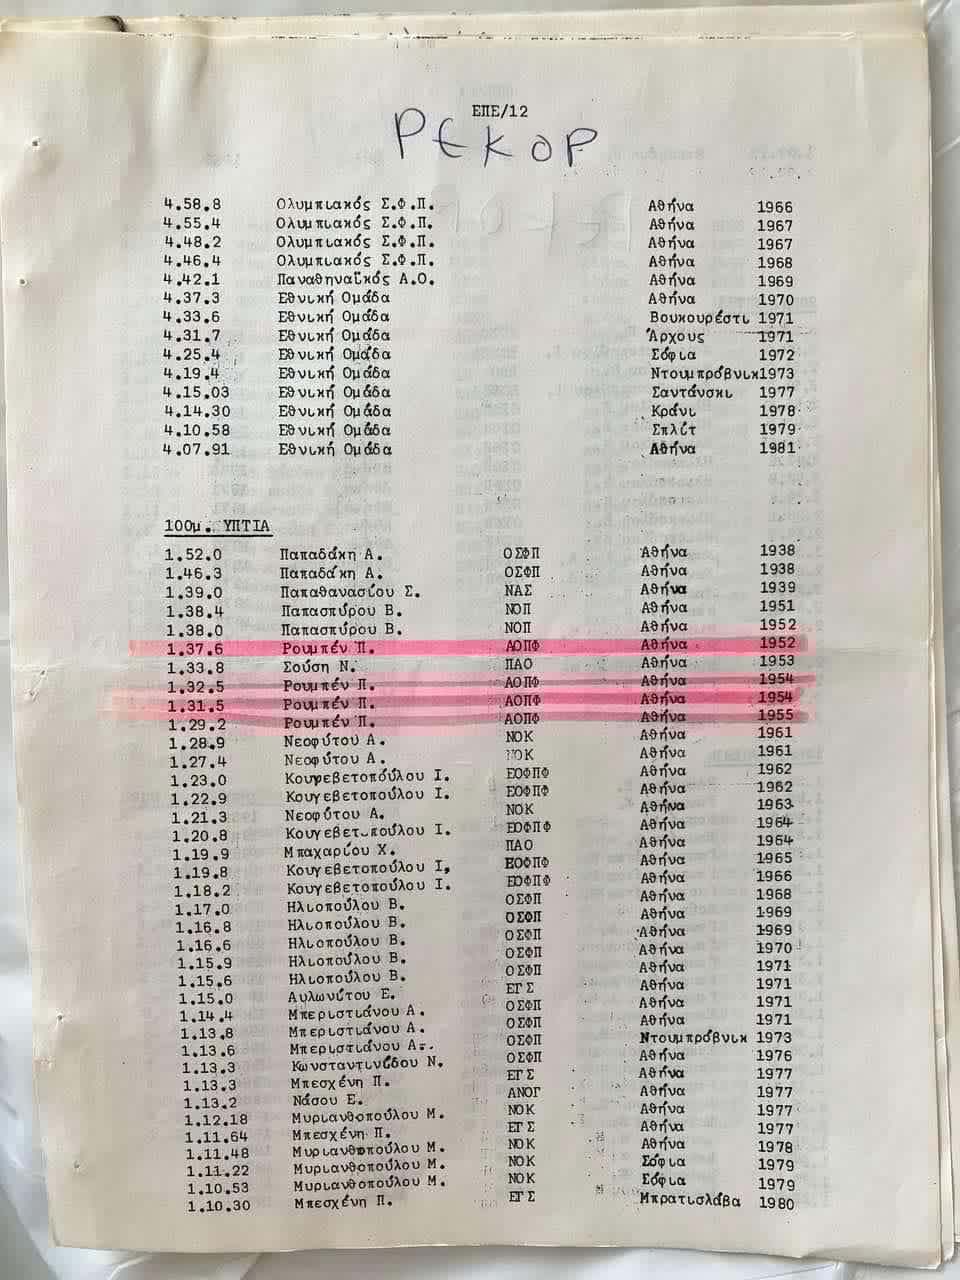 ΕΠΕ/12
ΡΕΚΟΡ
4.58.8 Ολυμπιακός Σ.Φ.Π. Αθήνα 1966
4.55.4 Ολυμπιακός Σ.Φ.Π. Αθήνα 1967
4.48.2 Ολυμπιακός Σ.Φ.Π. Αθήνα 1967
4.46.4 Ολυμπιακός Σ.Φ.Π. Αθήνα 1968
4.42.1 Παναθηναϊκός Α.Ο. Αθήνα 1969
4.37.3 Εθνική Ομάδα Αθήνα 1970
4.33.6 Εθνική Ομάδα Βουκουρέστι 1971
4.31.7 Εθνική Ομάδα Άρχους 1971
4.25.4 Εθνική Ομάδα Σόφια 1972
4.19.4 Εθνική Ομάδα Ντουμπρόβνικ 1973
4.15.03 Εθνική Ομάδα Σαντάνσκι 1977
4.14.30 Εθνική Ομάδα Κράνι 1978
4.10.58 Εθνική Ομάδα Σπλίτ 1979
4.07.91 Εθνική Ομάδα Αθήνα 1981
100μ. ΥΠΤΙΑ
1.52.0 Παπαδάκη Α. ΟΣΦΠ Αθήνα 1938
1.46.3 Παπαδάκη Α. ΟΣΦΠ Αθήνα 1938
1.39.0 Παπαθανασίου Σ. ΝΑΣ Αθήνα 1939
1.38.4 Παπασπύρου Β. ΝΟΠ Αθήνα 1951
1.38.0 Παπασπύρου Β. ΝΟΠ Αθήνα 1952
1.37.6 Ρουμπέν Π. ΑΟΠΦ Αθήνα 1952
1.33.8 Σούση Ν. ΠΑΟ Αθήνα 1953
1.32.5 Ρουμπέν Π. ΑΟΠΦ Αθήνα 1954
1.31.5 Ρουμπέν Π. ΑΟΠΦ Αθήνα 1954
1.29.2 Ρουμπέν Π. ΑΟΠΦ Αθήνα 1955
1.28.9 Νεοφύτου Α. ΝΟΚ Αθήνα 1961
1.27.4 Νεοφύτου Α. ΝΟΚ Αθήνα 1961
1.23.0 Κουγεβετοπούλου Ι. ΕΟΦΠΦ Αθήνα 1962
1.22.9 Κουγεβετοπούλου Ι. ΕΟΦΠΦ Αθήνα 1962
1.21.3 Νεοφύτου Α. ΝΟΚ Αθήνα 1963
1.20.8 Κουγεβετοπούλου Ι. ΕΟΦΠΦ Αθήνα 1964
1.19.9 Μπαχαρίου Χ. ΠΑΟ Αθήνα 1964
1.19.8 Κουγεβετοπούλου Ι, ΕΟΦΠΦ Αθήνα 1965
1.18.2 Κουγεβετοπούλου Ι. ΕΟΦΠΦ Αθήνα 1966
1.17.0 Ηλιοπούλου Β. ΟΣΦΠ Αθήνα 1968
1.16.8 Ηλιοπούλου Β. ΟΣΦΠ Αθήνα 1969
1.16.6 Ηλιοπούλου Β. ΟΣΦΠ Αθήνα 1969
1.15.9 Ηλιοπούλου Β. ΟΣΦΠ Αθήνα 1970
1.15.6 Ηλιοπούλου Β. ΟΣΦΠ Αθήνα 1971
1.15.0 Αυλωνίτου Ε. ΕΓΣ Αθήνα 1971
1.14.4 Μπεριστιάνου Α. ΟΣΦΠ Αθήνα 1971
1.13.8 Μπεριστιάνου Α. ΟΣΦΠ Αθήνα 1971
1.13.6 Μπεριστιάνου Α. ΟΣΦΠ Ντουμπρόβνικ 1973
1.13.3 Κωνσταντινίδου Ν. ΟΣΦΠ Αθήνα 1976
1.13.3 Μπεσχένη Π. ΕΓΣ Αθήνα 1977
1.13.2 Νάσου Ε. ΑΝΟΓ Αθήνα 1977
1.12.18 Μυριανθοπούλου Μ. ΝΟΚ Αθήνα 1977
1.11.64 Μπεσχένη Π. ΕΓΣ Αθήνα 1977
1.11.48 Μυριανθοπούλου Μ. ΝΟΚ Αθήνα 1978
1.11.22 Μυριανθοπούλου Μ. ΝΟΚ Σόφια 1979
1.10.53 Μυριανθοπούλου Μ. ΝΟΚ Σόφια 1979
1.10.30 Μπεσχένη Π. ΕΓΣ Μπρατισλάβα 1980